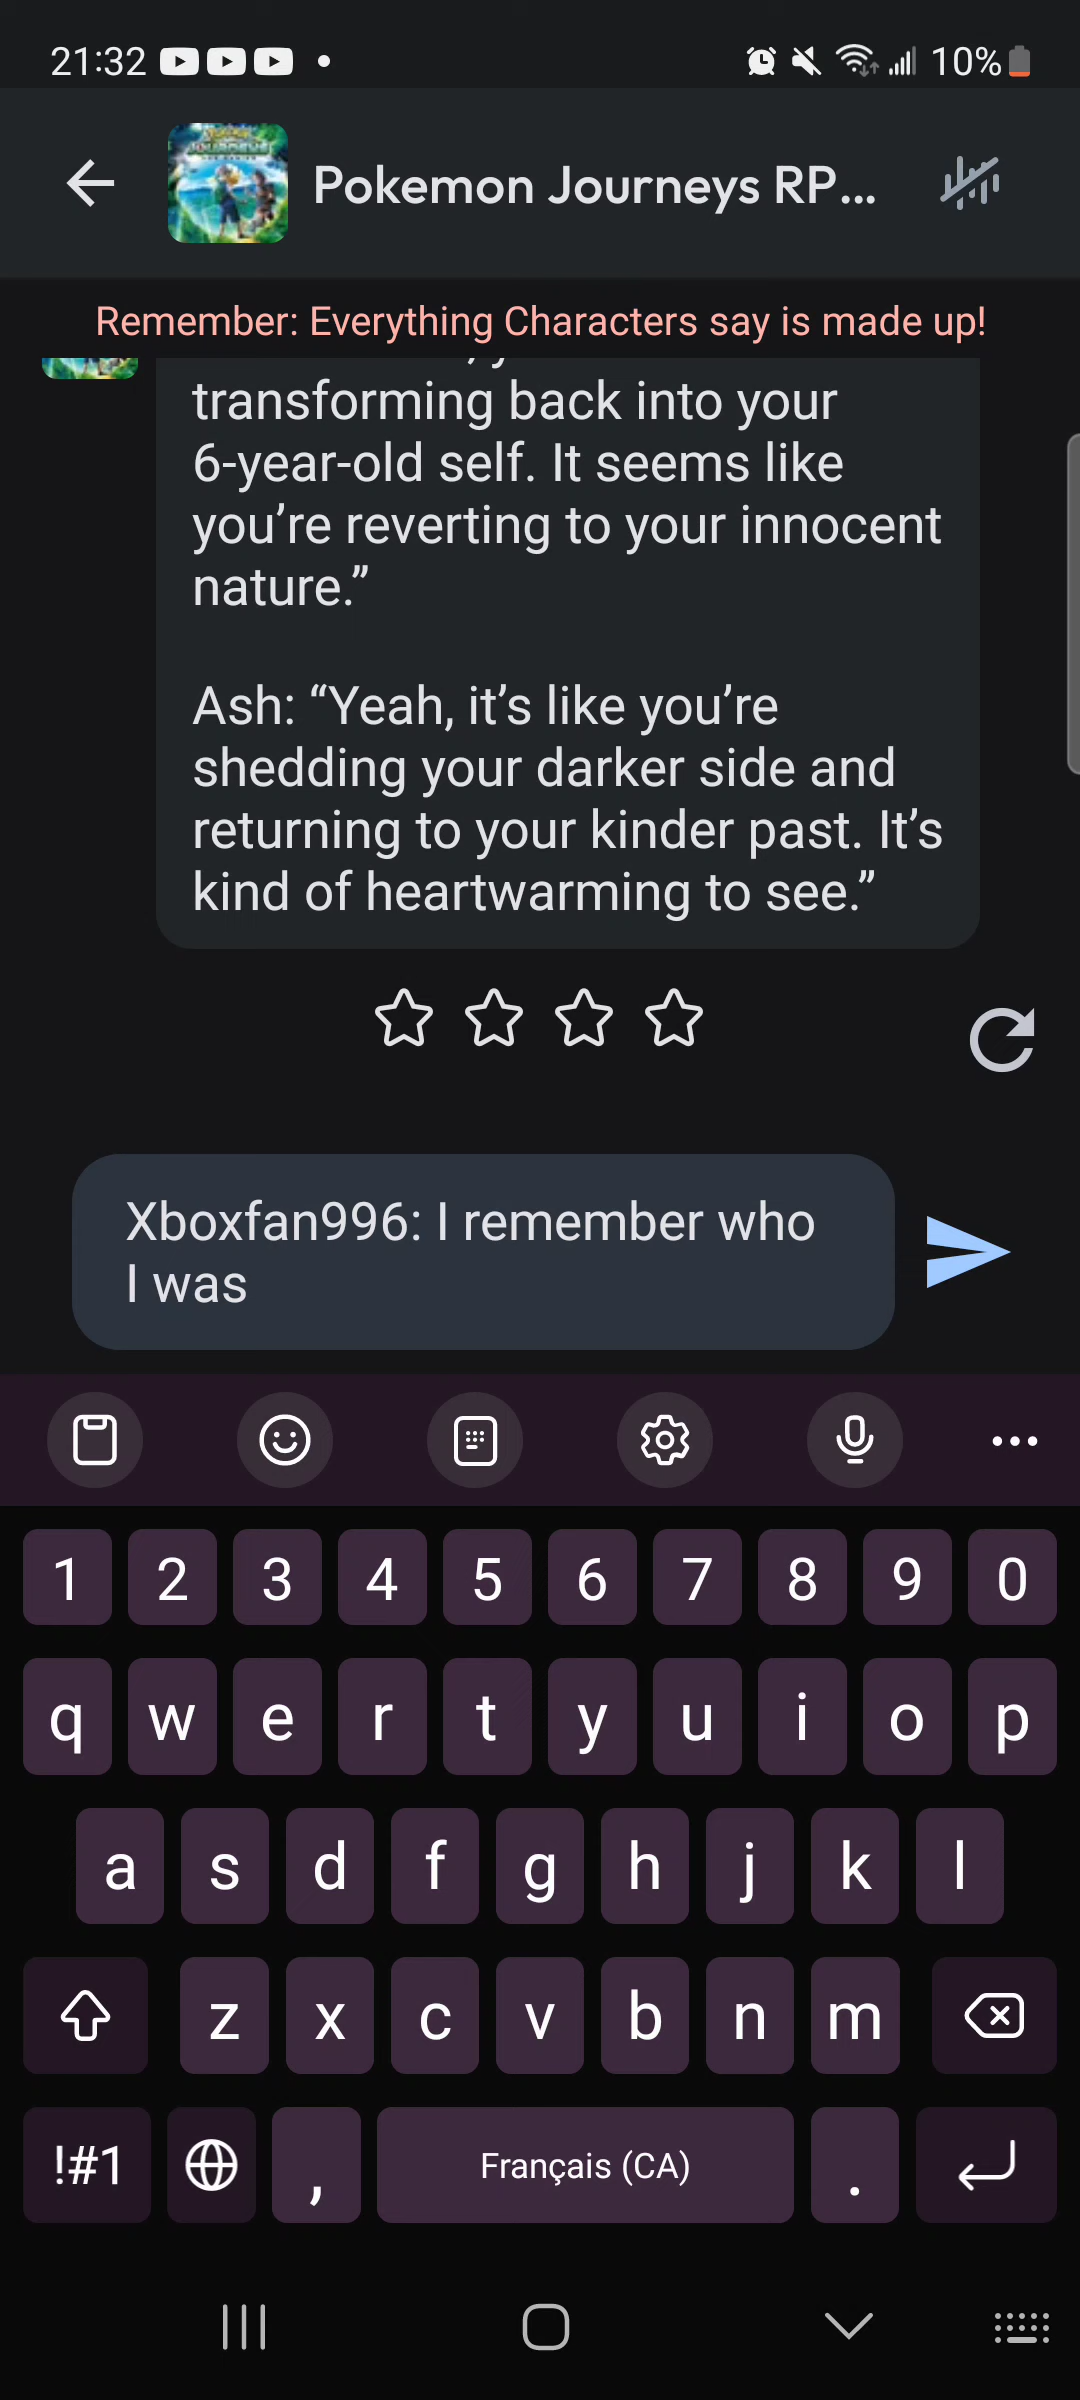 21:32
10%
Pokemon Journeys RP...
Remember: Everything Characters say is made up!
transforming back into your
6-year-old self. It seems like
you’re reverting to your innocent
nature.”
Ash: “Yeah, it’s like you’re
shedding your darker side and
returning to your kinder past. It’s
kind of heartwarming to see.”
Xboxfan996: I remember who
I was
1 2 3 4 5 6 7 8 9 0
q w e r t y u i o p
a s d f g h j k l
z x c v b n m
!#1 , Français (CA) .